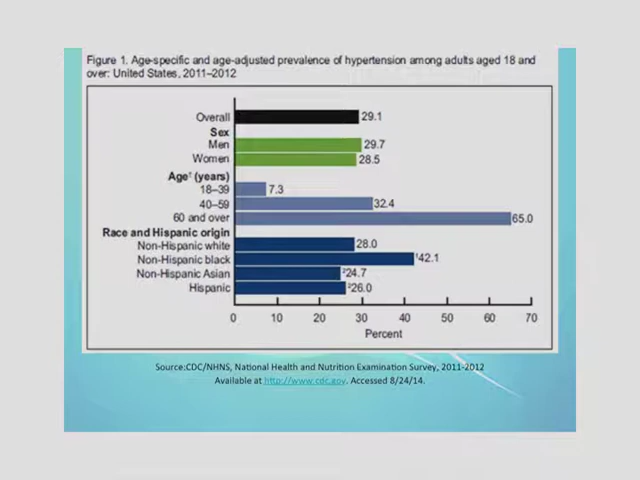 Figure 1. Age-specific and age-adjusted prevalence of hypertension among adults aged 18 and
over: United States, 2011–2012
Overall 29.1
Sex
Men 29.7
Women 28.5
Age² (years)
18–39 7.3
40–59 32.4
60 and over 65.0
Race and Hispanic origin
Non-Hispanic white 28.0
Non-Hispanic black ¹42.1
Non-Hispanic Asian ²24.7
Hispanic ²26.0
0 10 20 30 40 50 60 70
Percent
Source:CDC/NHNS, National Health and Nutrition Examination Survey, 2011-2012
Available at http://www.cdc.gov. Accessed 8/24/14.